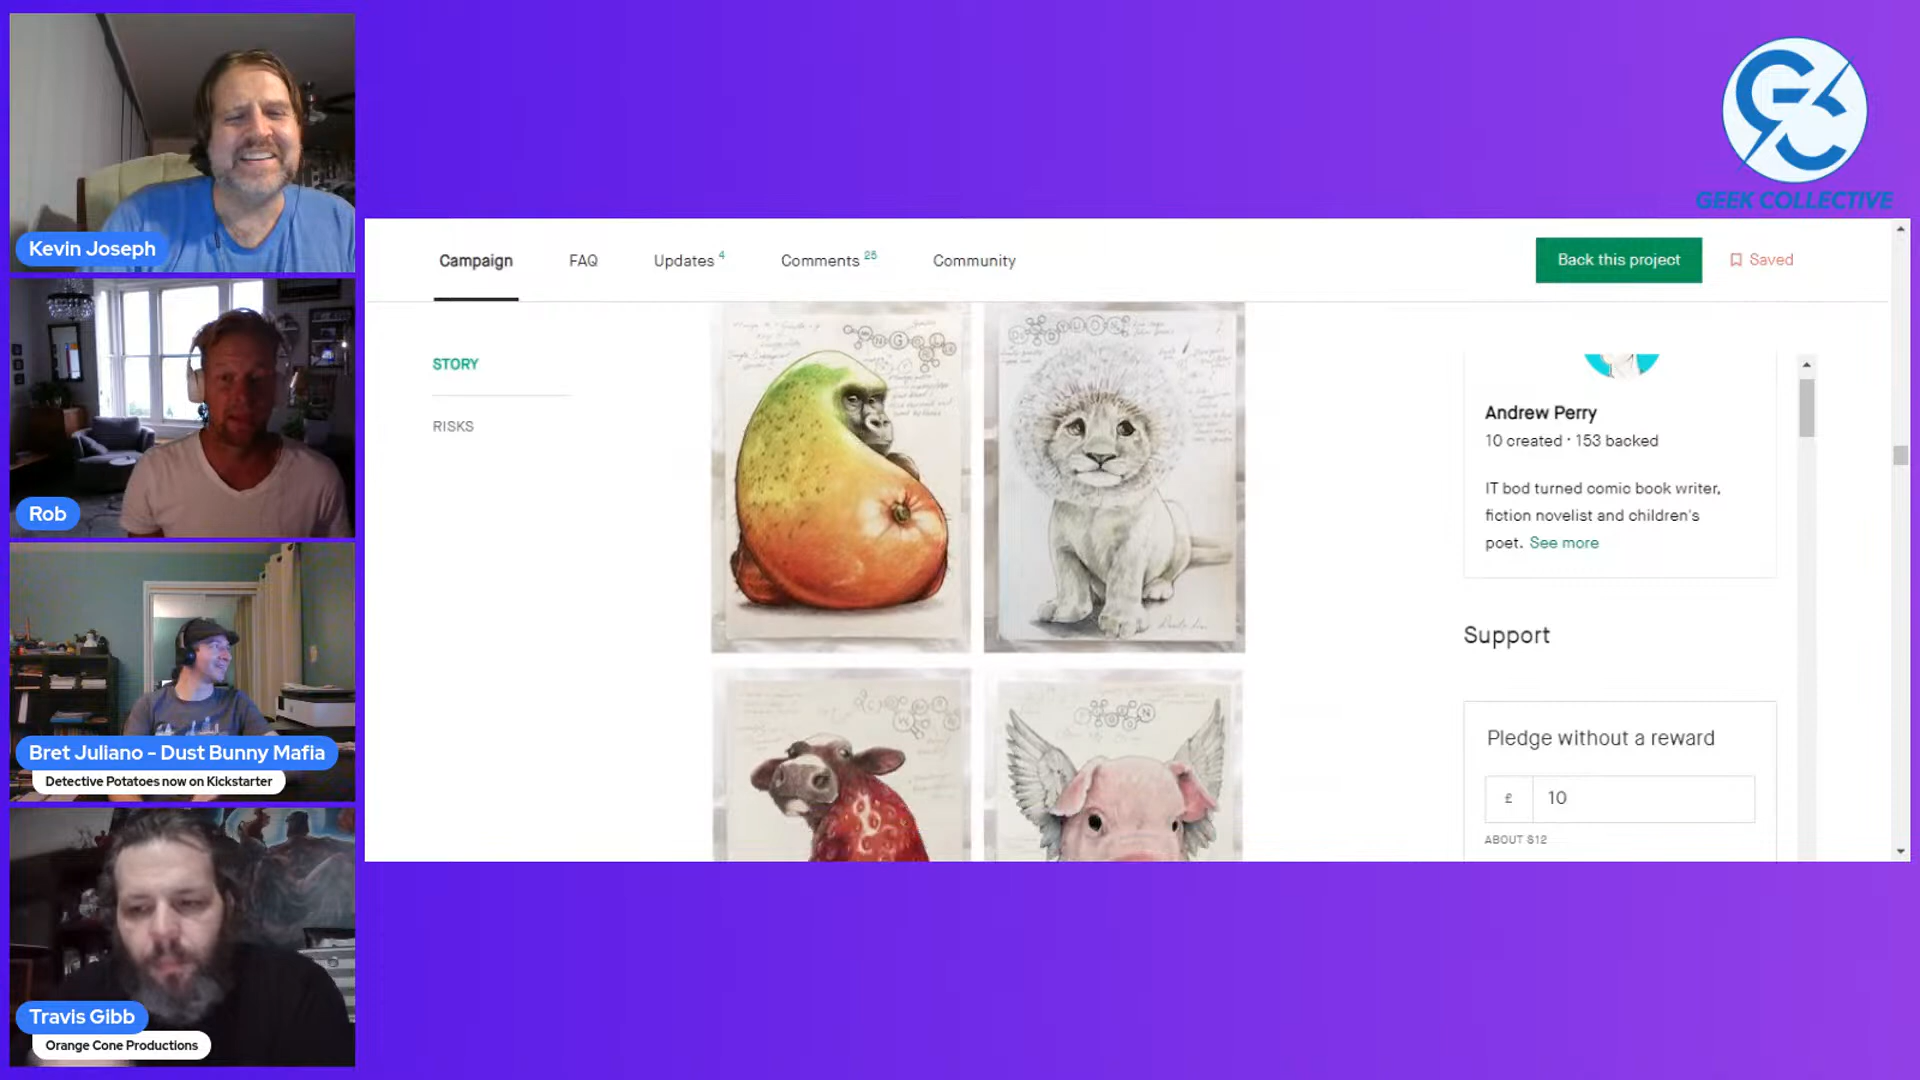 Kevin Joseph
Rob
Bret Juliano - Dust Bunny Mafia
Detective Potatoes now on Kickstarter
Travis Gibb
Orange Cone Productions
GEEK COLLECTIVE
Campaign
FAQ
Updates 4
Comments 25
Community
Back this project
Saved
STORY
RISKS
Andrew Perry
10 created · 153 backed
IT bod turned comic book writer,
fiction novelist and children's
poet. See more
Support
Pledge without a reward
£ 10
ABOUT $12